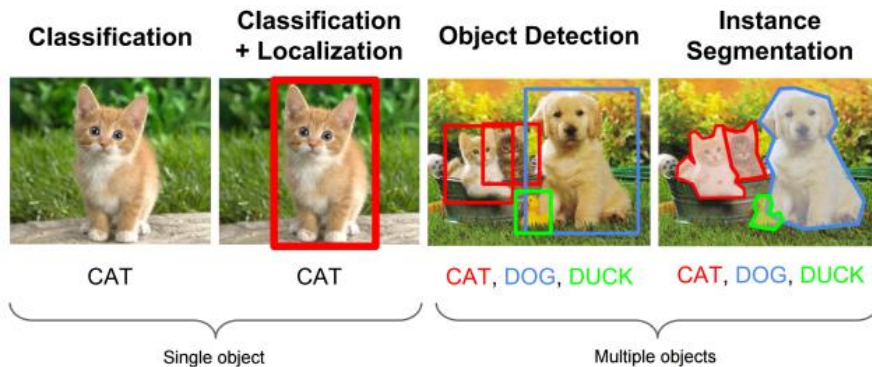 Classification
Classification
+ Localization
Object Detection
Instance
Segmentation
CAT
CAT
CAT, DOG, DUCK
CAT, DOG, DUCK
Single object
Multiple objects